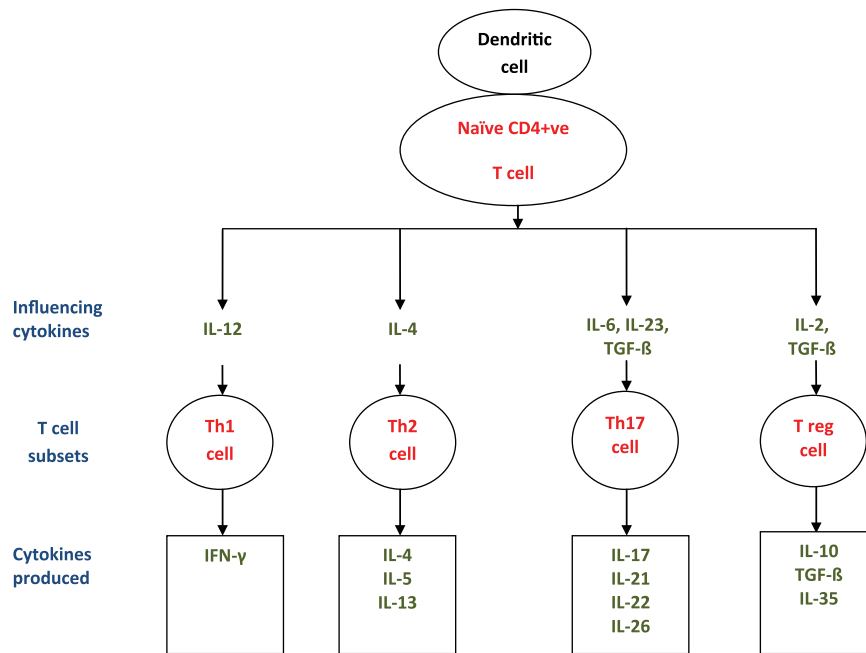 Dendritic
cell
Naïve CD4+ve
T cell
Influencing
cytokines
IL-12
IL-4
IL-6, IL-23,
TGF-ß
IL-2,
TGF-ß
T cell
subsets
Th1
cell
Th2
cell
Th17
cell
T reg
cell
Cytokines
produced
IFN-γ
IL-4
IL-5
IL-13
IL-17
IL-21
IL-22
IL-26
IL-10
TGF-ß
IL-35